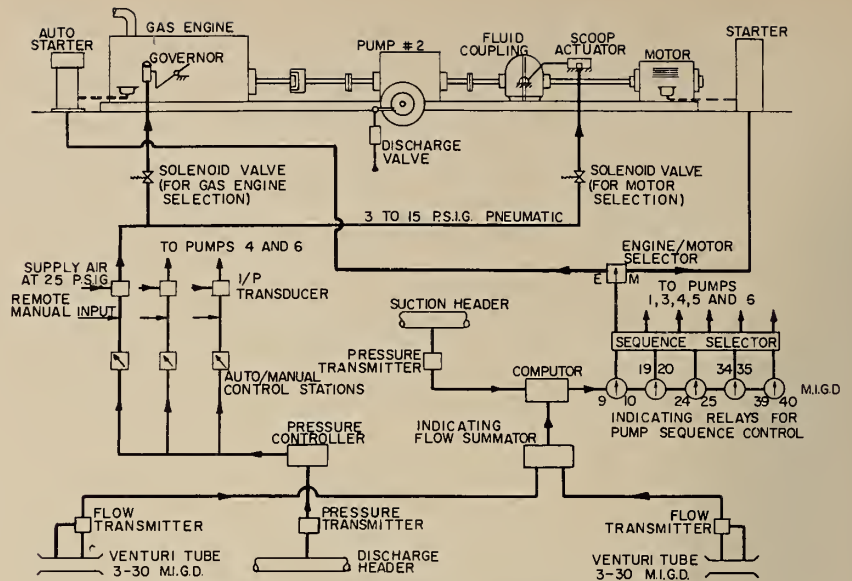 GAS ENGINE
AUTO
STARTER
GOVERNOR
PUMP #2
FLUID
COUPLING
SCOOP
ACTUATOR
MOTOR
STARTER
DISCHARGE
VALVE
SOLENOID VALVE
(FOR GAS ENGINE
SELECTION)
SOLENOID VALVE
(FOR MOTOR
SELECTION)
3 TO 15 P.S.I.G. PNEUMATIC
TO PUMPS 4 AND 6
SUPPLY AIR
AT 25 P.S.I.G.
REMOTE
MANUAL INPUT
I/P
TRANSDUCER
ENGINE/MOTOR
SELECTOR
E M
TO PUMPS
1,3,4,5 AND 6
SUCTION HEADER
SEQUENCE SELECTOR
PRESSURE
TRANSMITTER
COMPUTOR
19 20 34 35
M.I.G.D
9 10 24 25 39 40
INDICATING RELAYS FOR
PUMP SEQUENCE CONTROL
AUTO/MANUAL
CONTROL STATIONS
PRESSURE
CONTROLLER
INDICATING
FLOW SUMMATOR
FLOW
TRANSMITTER
PRESSURE
TRANSMITTER
FLOW
TRANSMITTER
VENTURI TUBE
3-30 M.I.G.D.
DISCHARGE
HEADER
VENTURI TUBE
3-30 M.I.G.D.